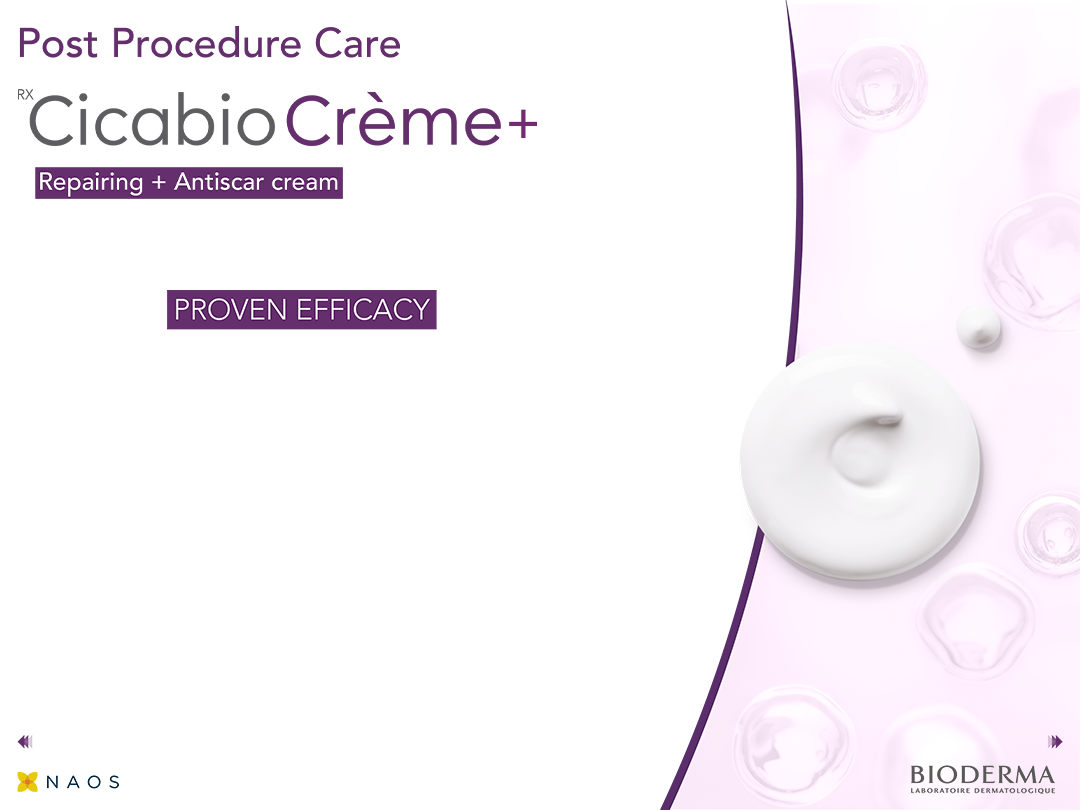 Post Procedure Care
RX
Cicabio Crème+
Repairing + Antiscar cream
PROVEN EFFICACY
NAOS
BIODERMA
LABORATOIRE DERMATOLOGIQUE